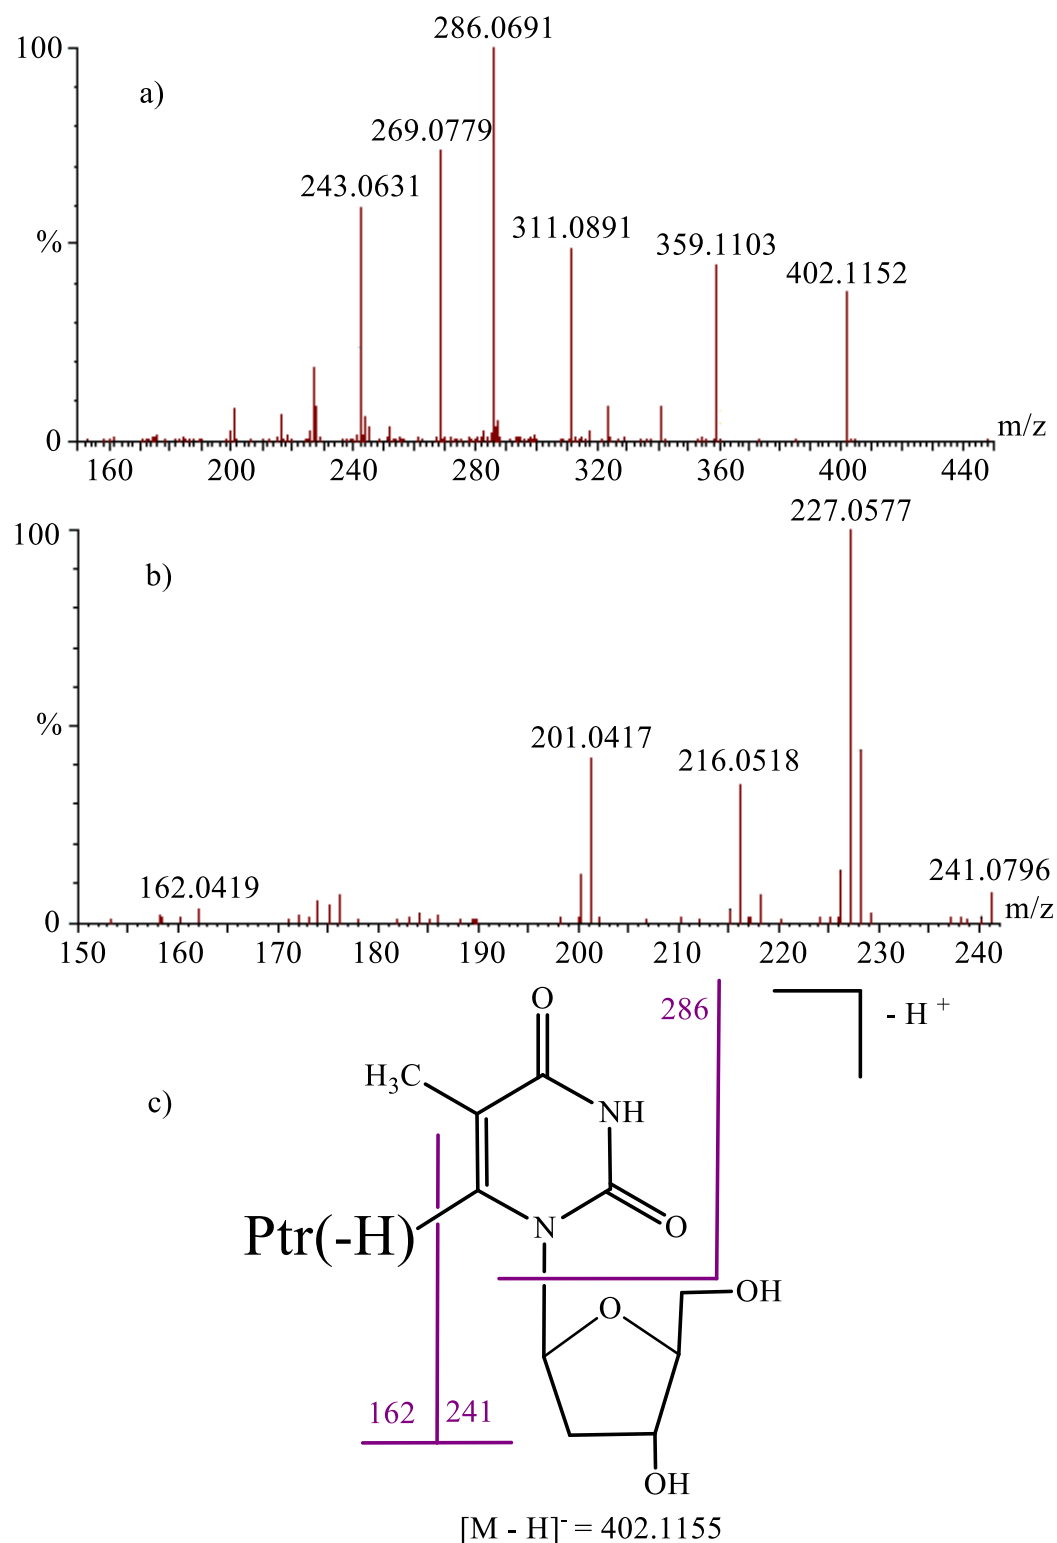 286.0691
100
a)
269.0779
243.0631
311.0891
%
359.1103
402.1152
0
m/z
160 200 240 280 320 360 400 440
227.0577
100
b)
%
201.0417
216.0518
162.0419
241.0796
0
m/z
150 160 170 180 190 200 210 220 230 240
286
- H +
c)
O
H3C
NH
N
O
Ptr(-H)
O
OH
162 241
OH
[M - H]- = 402.1155